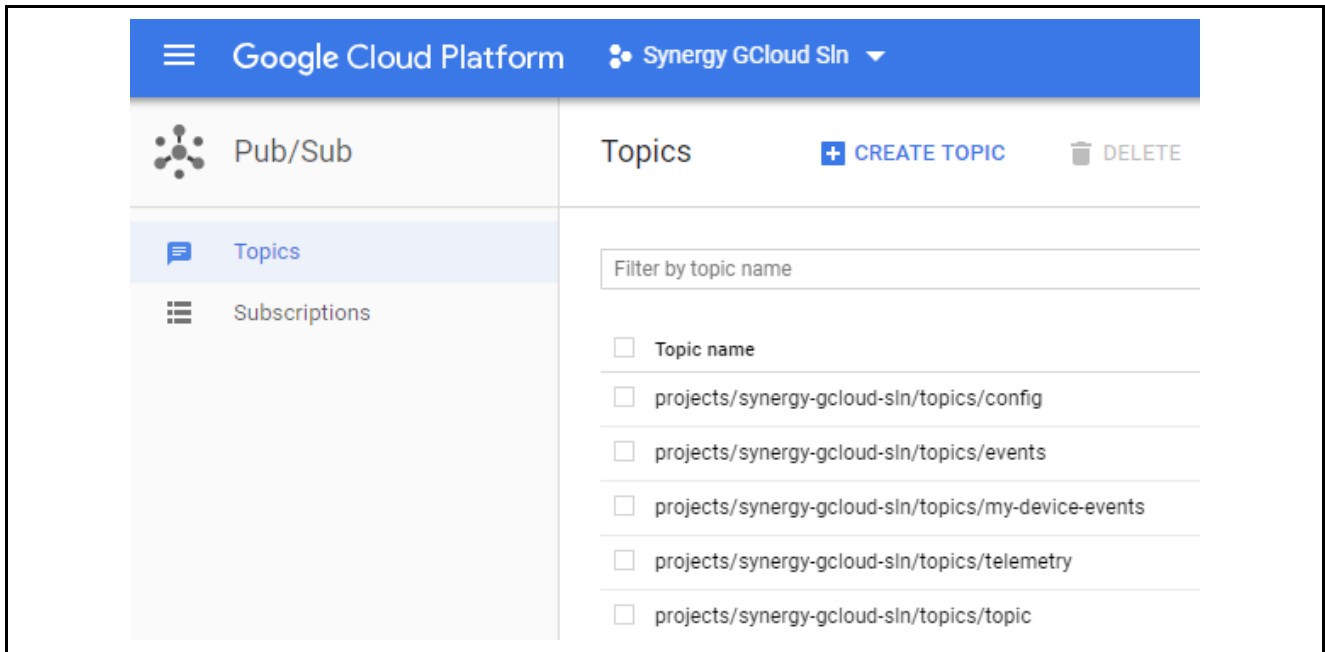 Google Cloud Platform Synergy GCloud Sln
Pub/Sub
Topics CREATE TOPIC DELETE
Topics
Subscriptions
Filter by topic name
Topic name
projects/synergy-gcloud-sln/topics/config
projects/synergy-gcloud-sln/topics/events
projects/synergy-gcloud-sln/topics/my-device-events
projects/synergy-gcloud-sln/topics/telemetry
projects/synergy-gcloud-sln/topics/topic